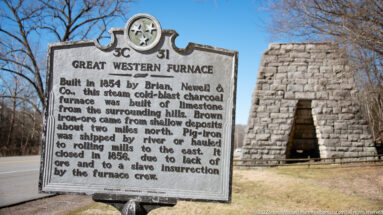 3C 31
GREAT WESTERN FURNACE
Built in 1854 by Brian, Newell &
Co., this steam cold-blast charcoal
furnace was built of limestone
from the surrounding hills. Brown
iron-ore came from shallow deposits
about two miles north. Pig-iron
was shipped by river or hauled
to rolling mills to the east. It
closed in 1856, due to lack of
ore and to a slave insurrection
by the furnace crew.